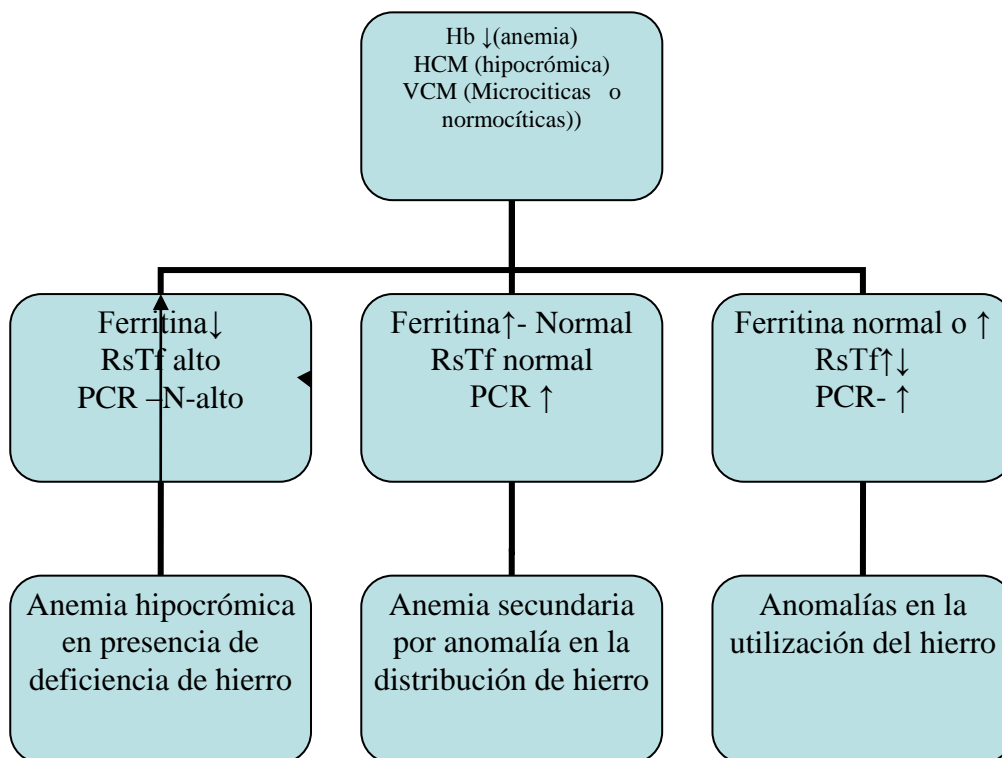 Hb ↓(anemia)
HCM (hipocrómica)
VCM (Microciticas o
normocíticas))
Ferritina↓
RsTf alto
PCR –N-alto
Ferritina↑- Normal
RsTf normal
PCR ↑
Ferritina normal o ↑
RsTf↑↓
PCR- ↑
Anemia hipocrómica
en presencia de
deficiencia de hierro
Anemia secundaria
por anomalía en la
distribución de hierro
Anomalías en la
utilización del hierro